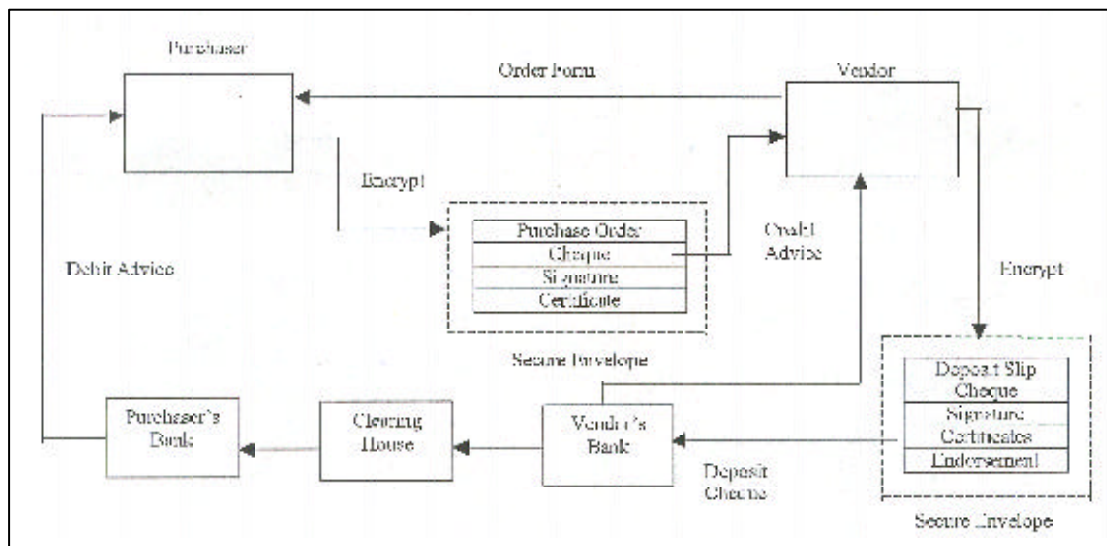 Purchaser
Order Form
Vendor
Encrypt
Purchase Order
Cheque
Signature
Certificate
Credit
Advice
Debit Advice
Encrypt
Secure Envelope
Deposit Slip
Cheque
Signature
Certificates
Endorsement
Purchaser's
Bank
Clearing
House
Vendor's
Bank
Deposit
Cheque
Secure Envelope